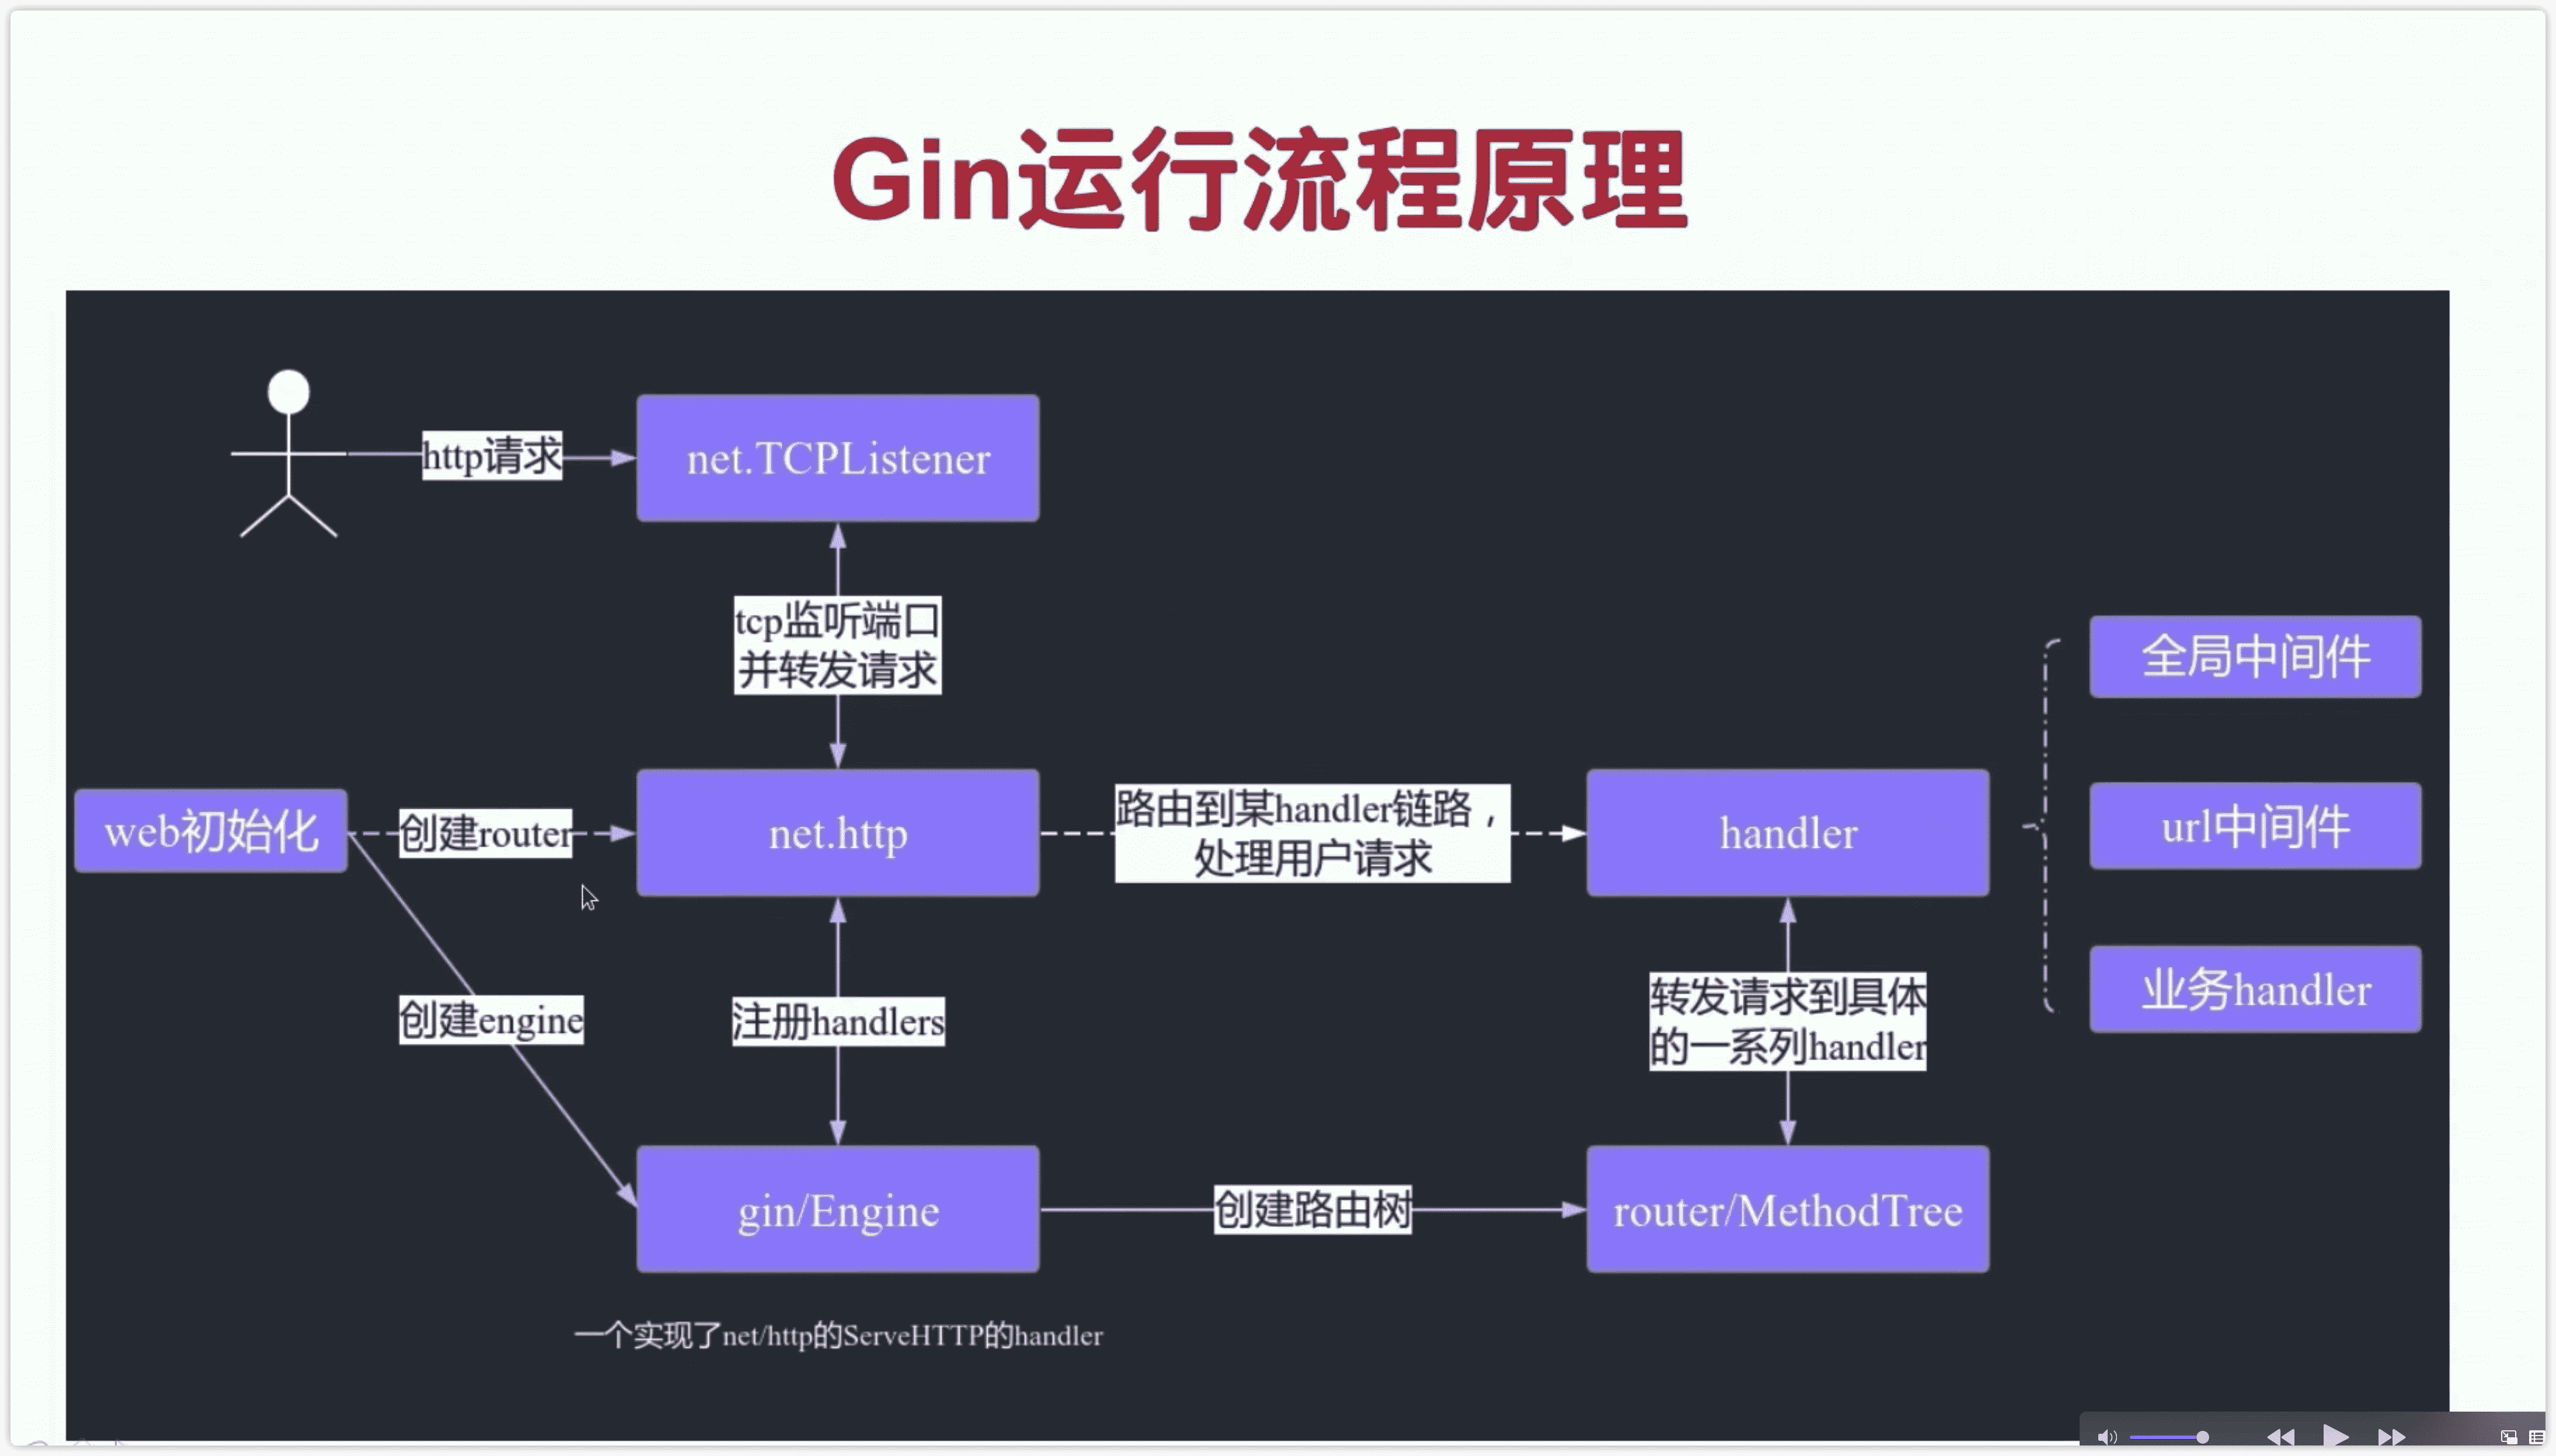 Gin运行流程原理
http请求
net.TCPListener
tcp监听端口
并转发请求
全局中间件
web初始化
创建router
net.http
路由到某handler链路，
处理用户请求
handler
url中间件
创建engine
注册handlers
转发请求到具体
的一系列handler
业务handler
gin/Engine
创建路由树
router/MethodTree
一个实现了net/http的ServeHTTP的handler